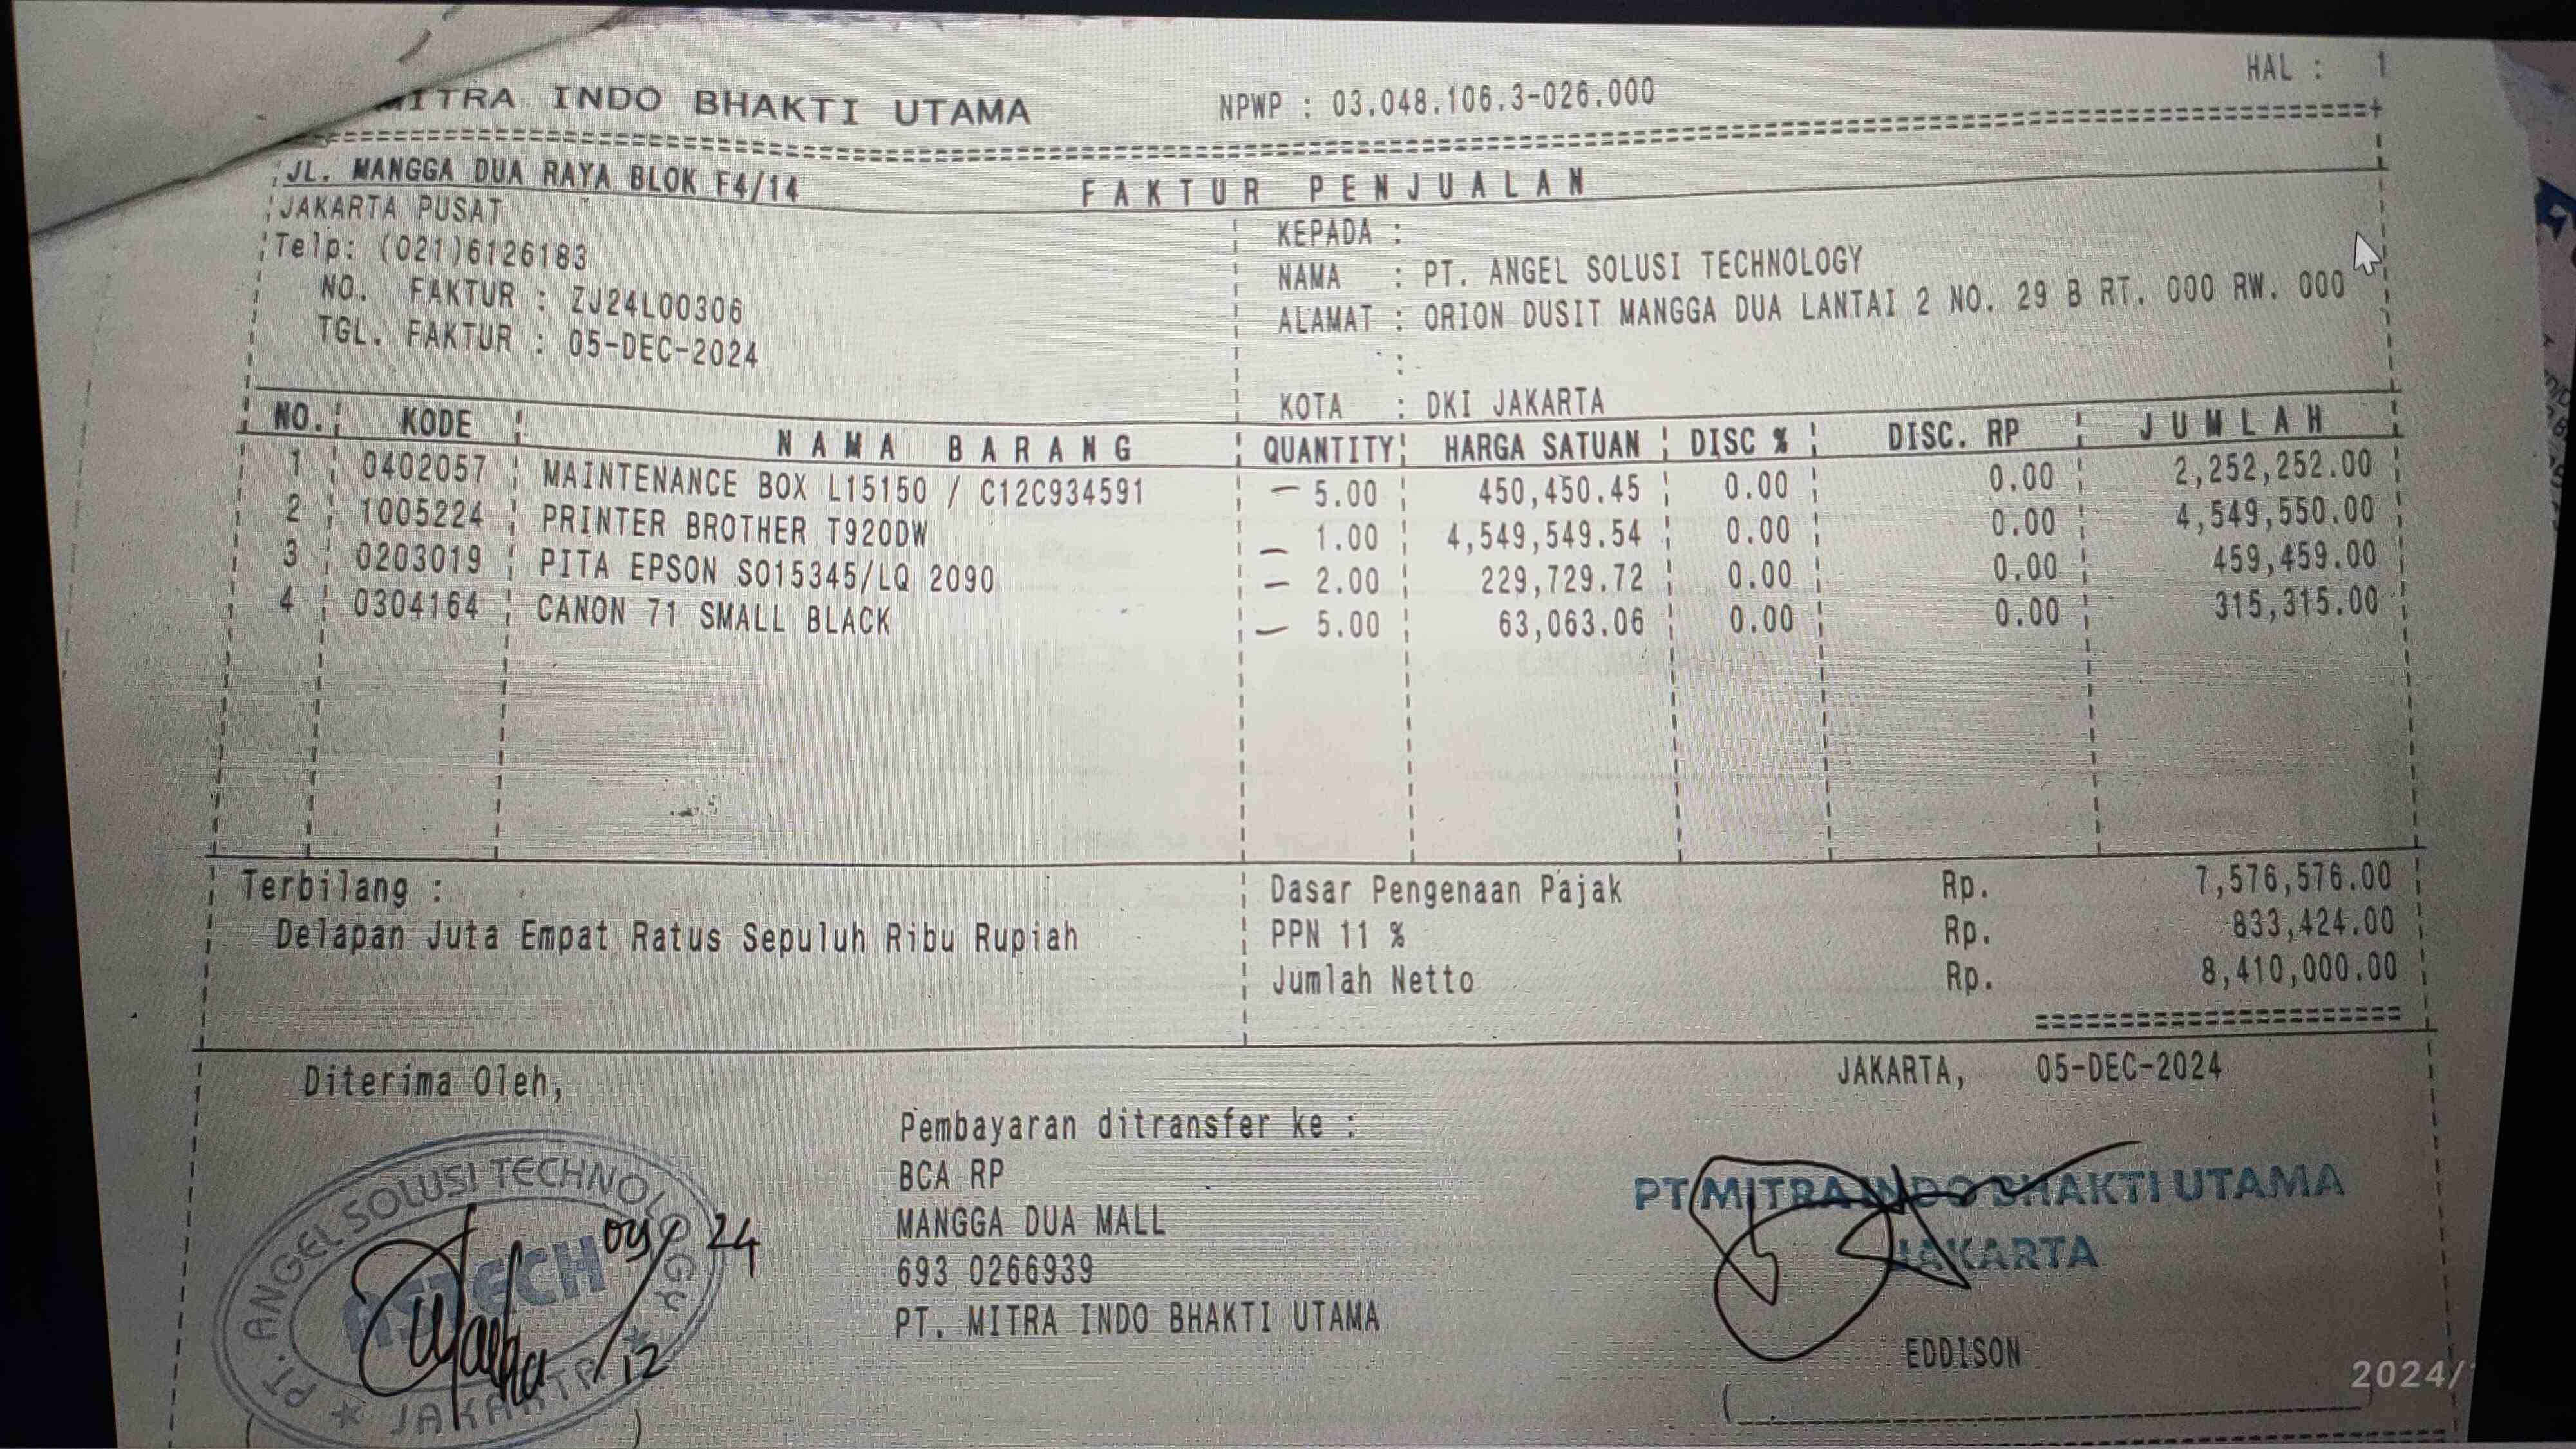 MITRA INDO BHAKTI UTAMA NPWP : 03.048.106.3-026.000 HAL : 1
JL. MANGGA DUA RAYA BLOK F4/14 FAKTUR PENJUALAN
JAKARTA PUSAT
Telp: (021)6126183
NO. FAKTUR : ZJ24L00306
TGL. FAKTUR : 05-DEC-2024
KEPADA :
NAMA : PT. ANGEL SOLUSI TECHNOLOGY
ALAMAT : ORION DUSIT MANGGA DUA LANTAI 2 NO. 29 B RT. 000 RW. 000
:
KOTA : DKI JAKARTA
NO. KODE NAMA BARANG QUANTITY HARGA SATUAN DISC % DISC. RP JUMLAH
1 0402057 MAINTENANCE BOX L15150 / C12C934591 5.00 450,450.45 0.00 0.00 2,252,252.00
2 1005224 PRINTER BROTHER T920DW 1.00 4,549,549.54 0.00 0.00 4,549,550.00
3 0203019 PITA EPSON SO15345/LQ 2090 2.00 229,729.72 0.00 0.00 459,459.00
4 0304164 CANON 71 SMALL BLACK 5.00 63,063.06 0.00 0.00 315,315.00
Terbilang :
Delapan Juta Empat Ratus Sepuluh Ribu Rupiah
Dasar Pengenaan Pajak Rp. 7,576,576.00
PPN 11 % Rp. 833,424.00
Jumlah Netto Rp. 8,410,000.00
Diterima Oleh,
PT. ANGEL SOLUSI TECHNOLOGY
ASTECH
JAKARTA
Pembayaran ditransfer ke :
BCA RP
MANGGA DUA MALL
693 0266939
PT. MITRA INDO BHAKTI UTAMA
JAKARTA, 05-DEC-2024
PT MITRA INDO BHAKTI UTAMA
JAKARTA
EDDISON
2024/